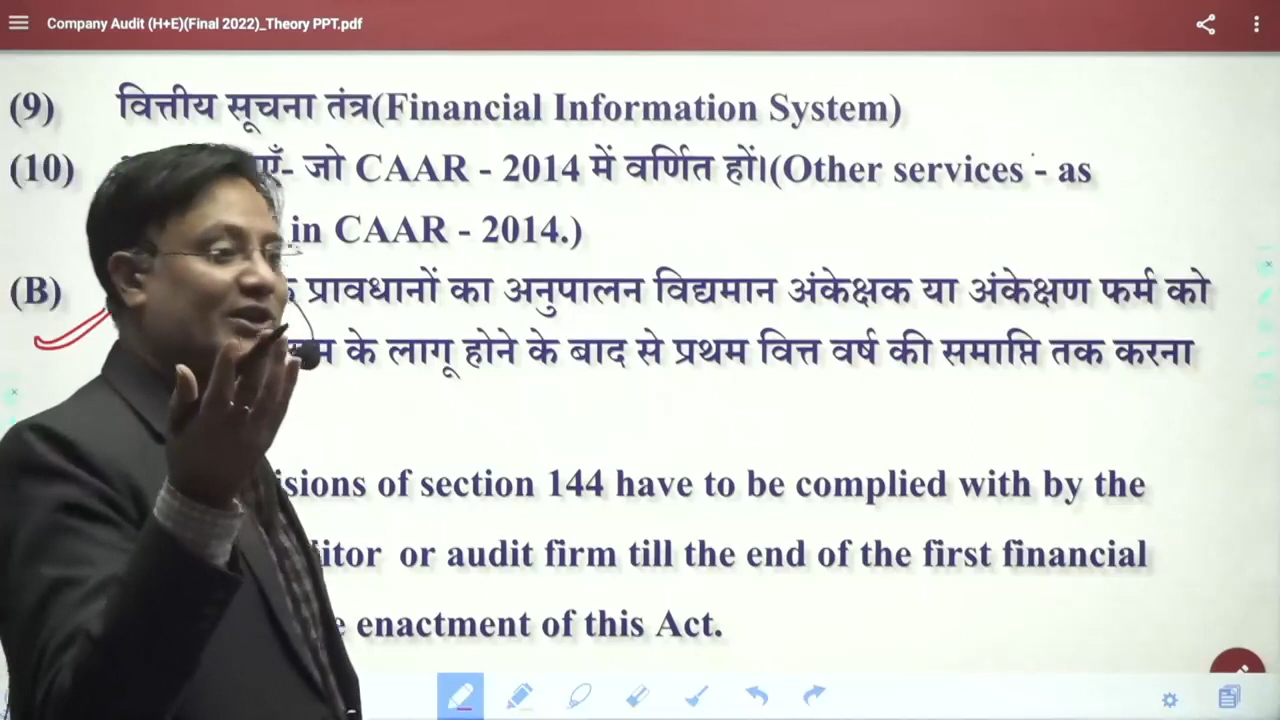 Company Audit (H+E)(Final 2022)_Theory PPT.pdf
(9) वित्तीय सूचना तंत्र(Financial Information System)
(10) जो CAAR - 2014 में वर्णित हों।(Other services - as
in CAAR - 2014.)
(B) प्रावधानों का अनुपालन विद्यमान अंकेक्षक या अंकेक्षण फर्म को
के लागू होने के बाद से प्रथम वित्त वर्ष की समाप्ति तक करना
of section 144 have to be complied with by the
or audit firm till the end of the first financial
enactment of this Act.